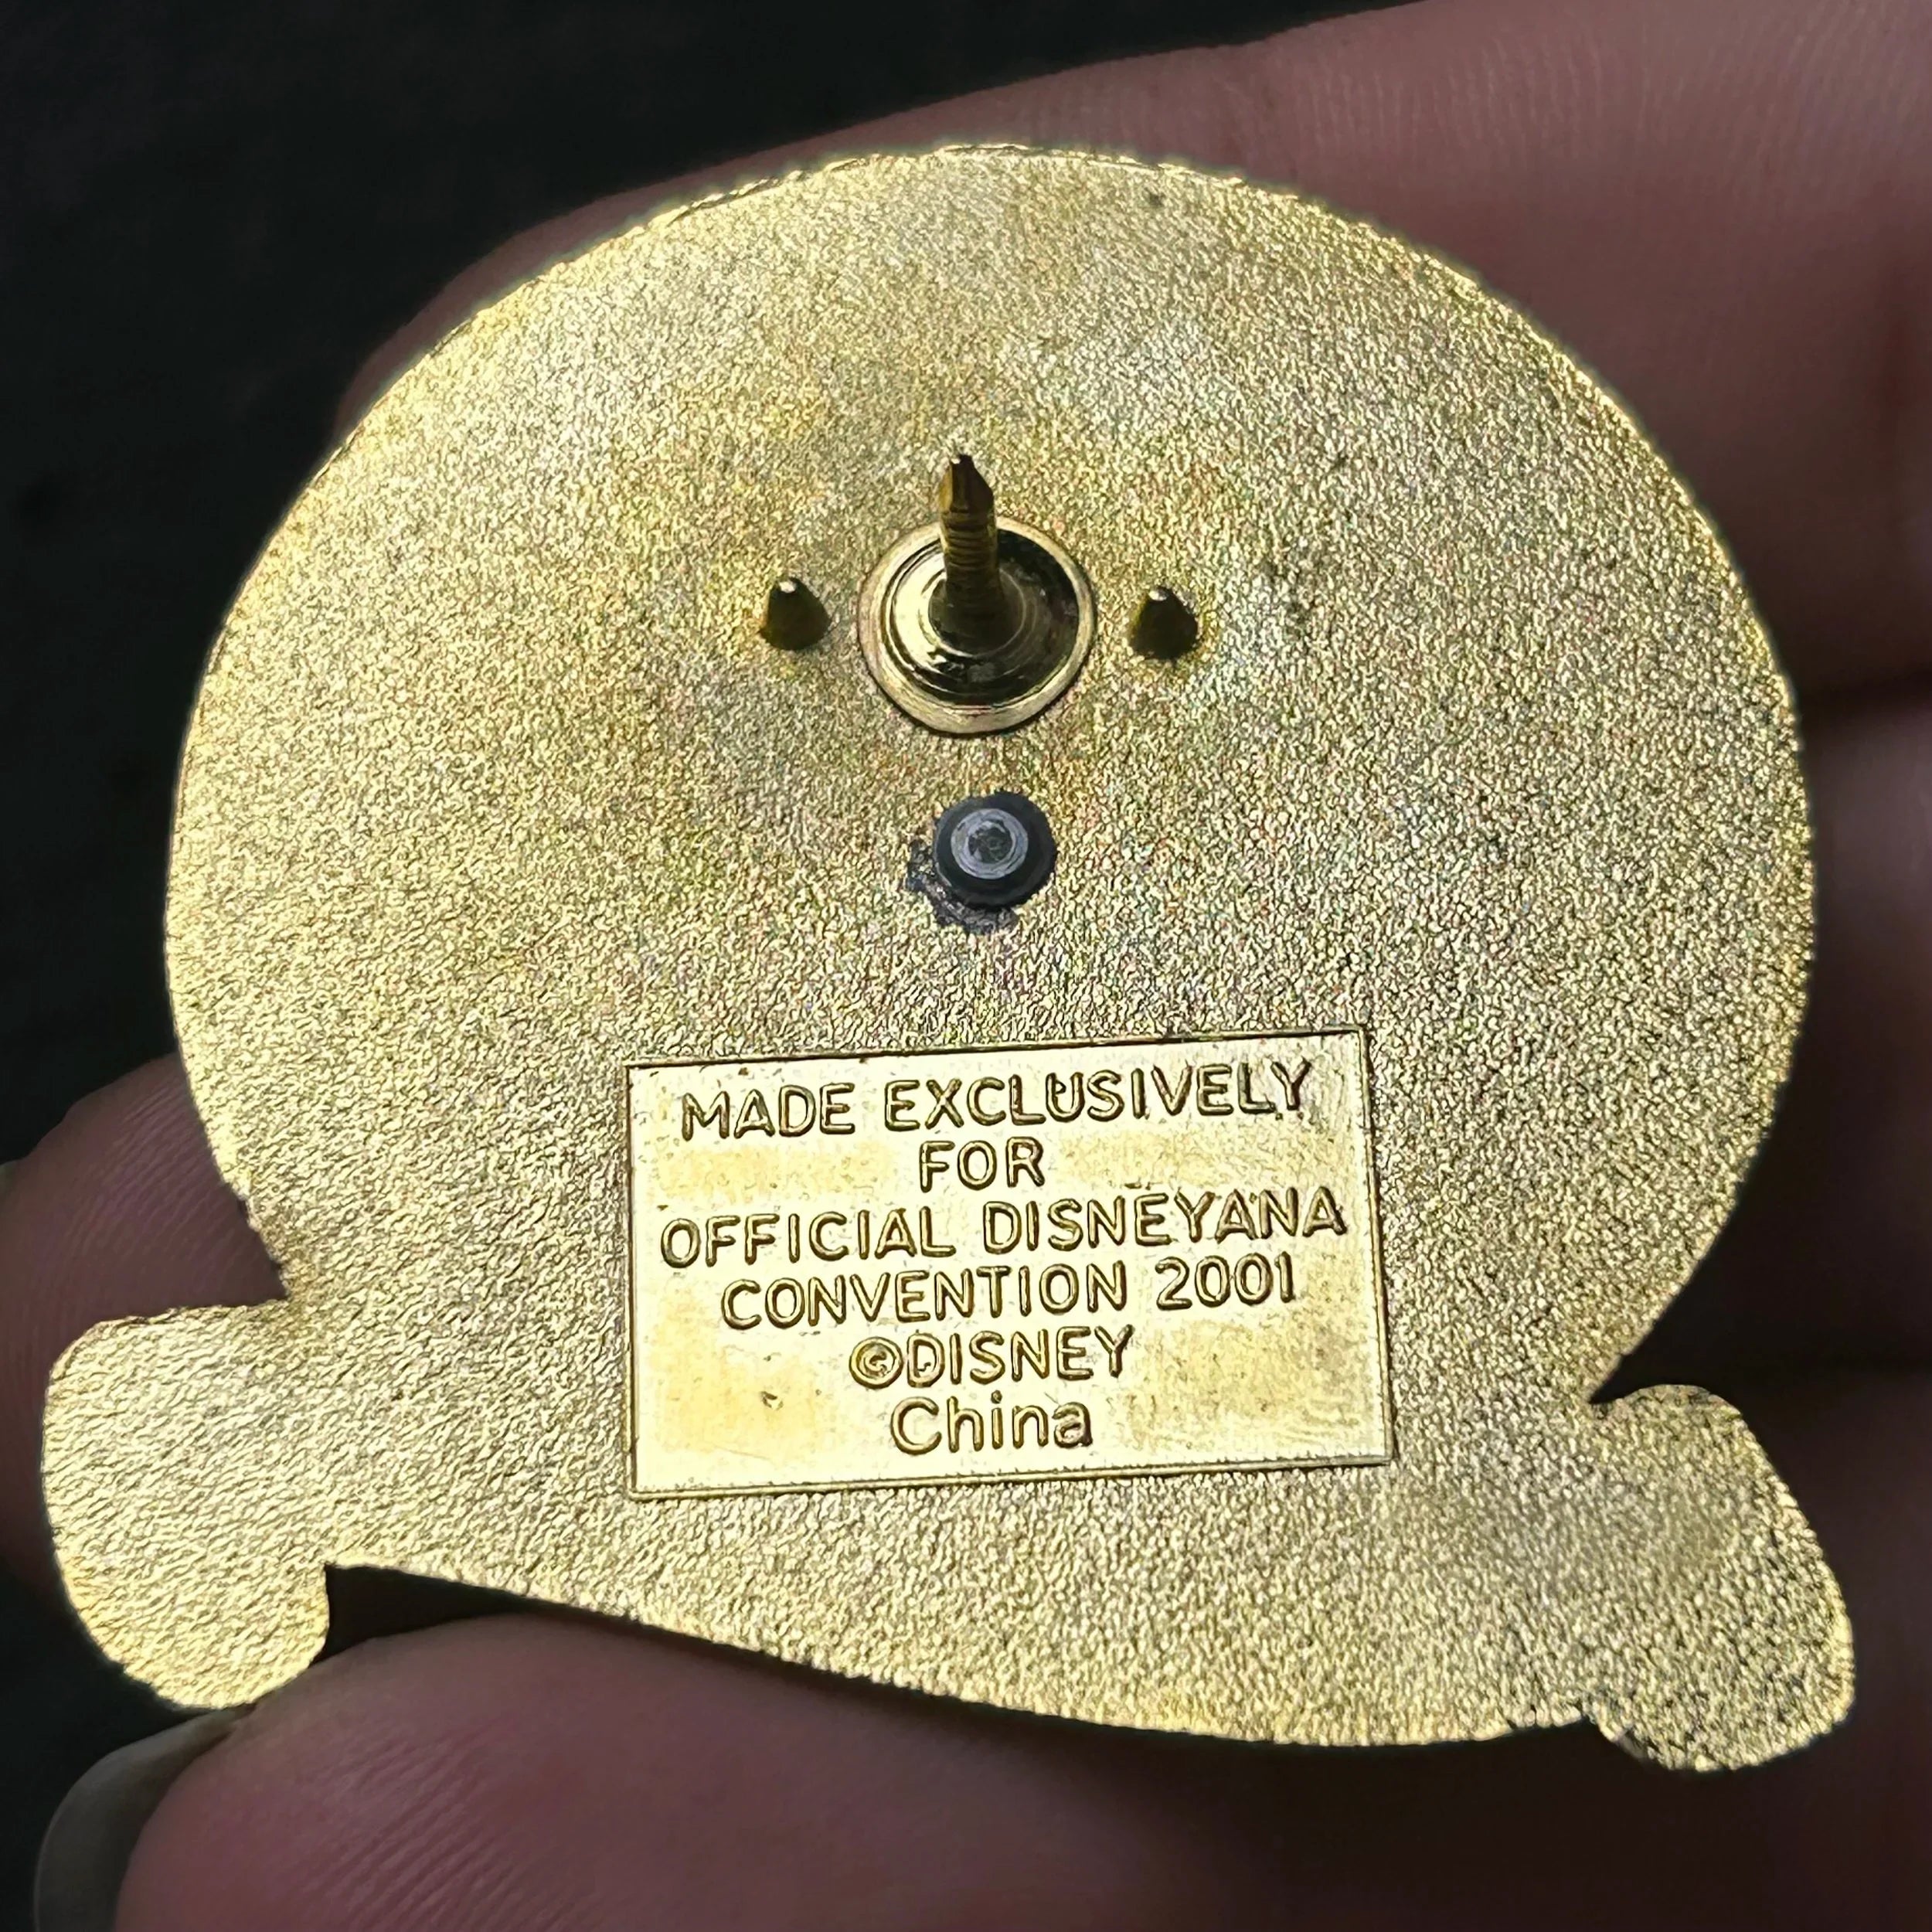 MADE EXCLUSIVELY
FOR
OFFICIAL DISNEYANA
CONVENTION 2001
©DISNEY
China